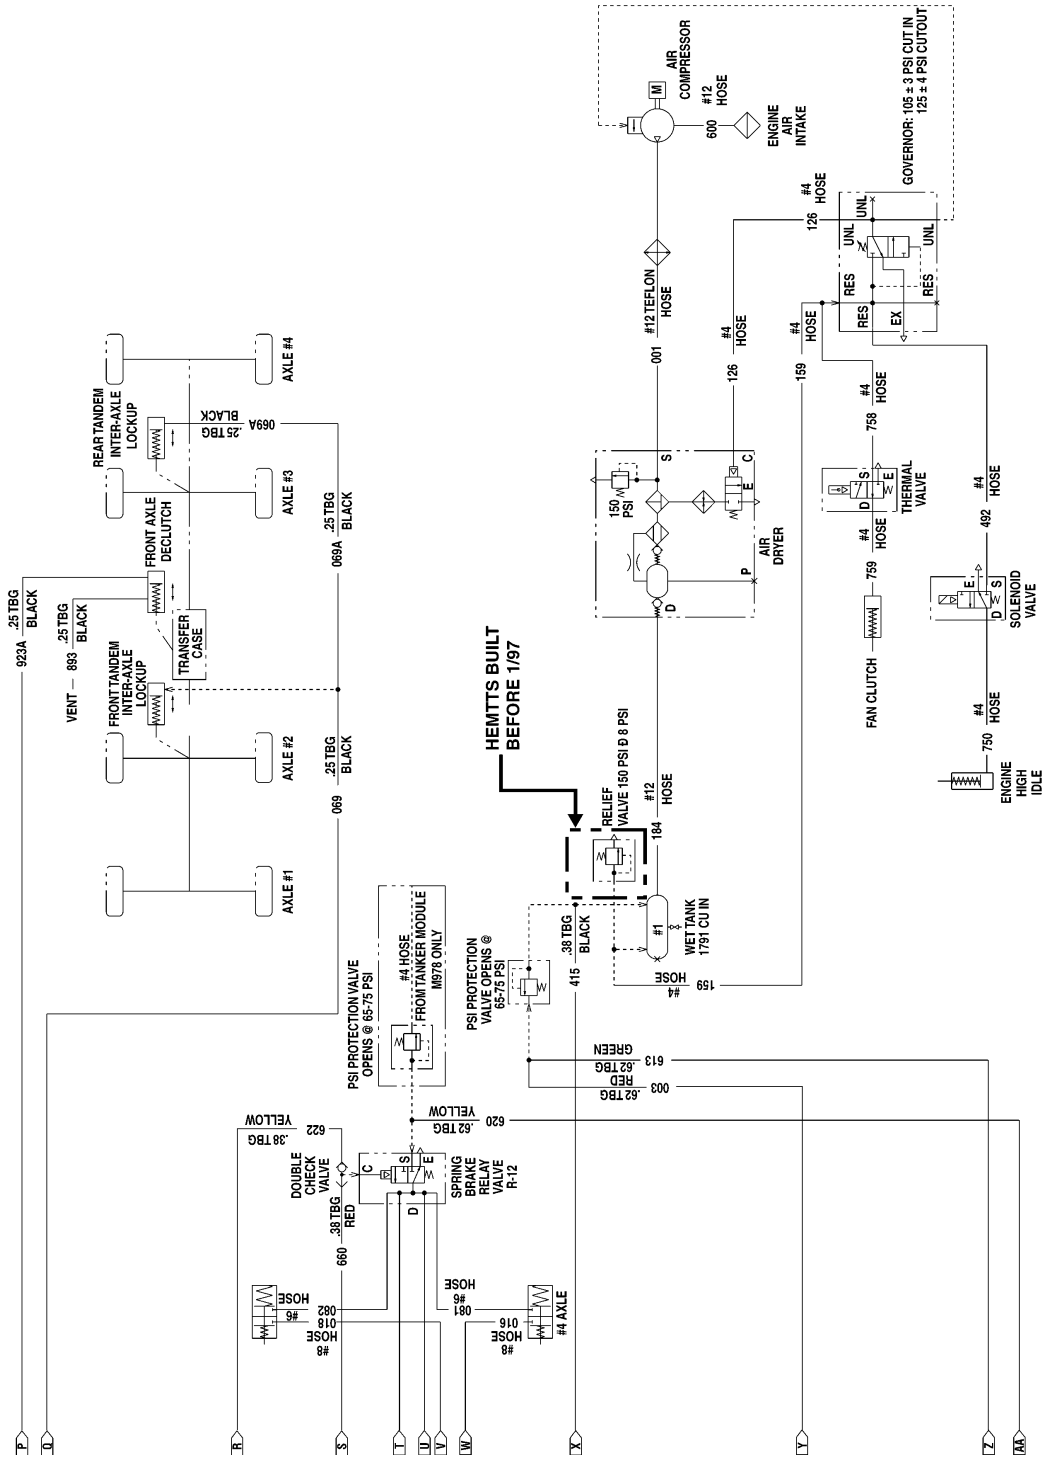 P
923A
.25 TBG
BLACK
VENT
893
.25 TBG
BLACK
FRONT TANDEM
INTER-AXLE
LOCKUP
TRANSFER
CASE
FRONT AXLE
DECLUTCH
REAR TANDEM
INTER-AXLE
LOCKUP
.25 TBG
BLACK
069A
AXLE #1
AXLE #2
AXLE #3
AXLE #4
Q
069
.25 TBG
BLACK
069A
.25 TBG
BLACK
R
.38 TBG
YELLOW
622
S
660
.38 TBG
RED
DOUBLE
CHECK
VALVE
HOSE
#6
082
018
HOSE
#8
T
U
V
W
C
S
E
D
SPRING
BRAKE
RELAY
VALVE
R-12
PSI PROTECTION VALVE
OPENS @ 65-75 PSI
#4 HOSE
FROM TANKER MODULE
M978 ONLY
HOSE
#6
081
016
HOSE
#8
#4 AXLE
.62 TBG
YELLOW
620
PSI PROTECTION
VALVE OPENS @
65-75 PSI
X
415
.38 TBG
BLACK
HEMTTS BUILT
BEFORE 1/97
RELIEF
VALVE 150 PSI Ð 8 PSI
#1
WET TANK
1791 CU IN
184
#12
HOSE
.62 TBG
GREEN
613
.62 TBG
RED
003
HOSE
#4
159
Y
Z
AA
150
PSI
S
C
E
P
D
AIR
DRYER
001
#12 TEFLON
HOSE
M
AIR
COMPRESSOR
600
#12
HOSE
ENGINE
AIR
INTAKE
126
#4
HOSE
126
#4
HOSE
159
#4
HOSE
GOVERNOR: 105 ± 3 PSI CUT IN
125 ± 4 PSI CUTOUT
UNL
UNL
UNL
RES
RES
RES
EX
758
#4
HOSE
D
S
E
THERMAL
VALVE
759
#4
HOSE
FAN CLUTCH
492
#4
HOSE
E
D
S
SOLENOID
VALVE
750
#4
HOSE
ENGINE
HIGH
IDLE